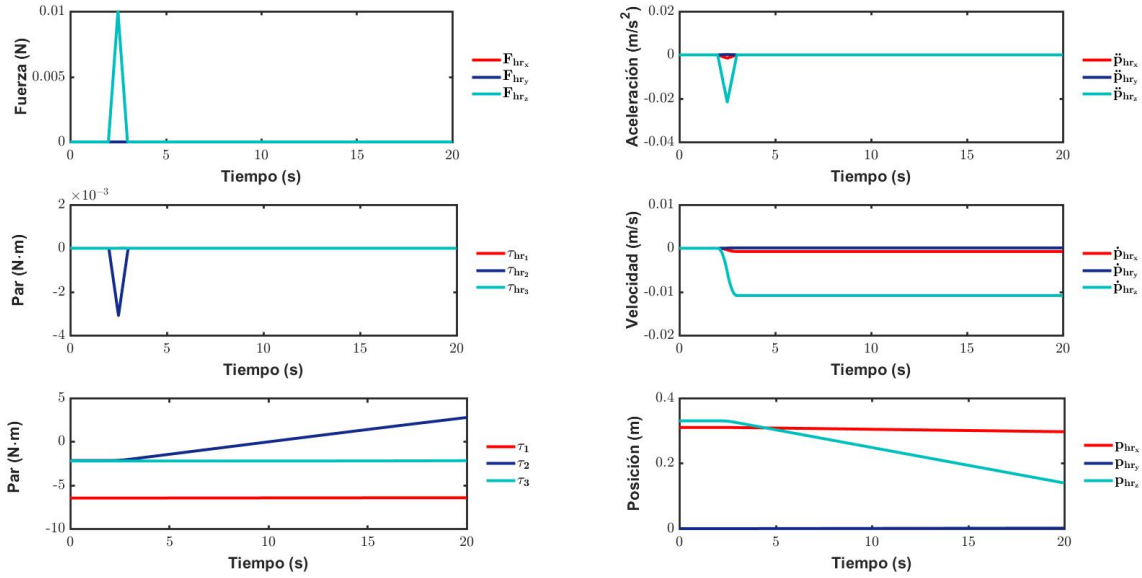 0.01
0.005
0
Fuerza (N)
0 5 10 15 20
Tiempo (s)
F_hr_x
F_hr_y
F_hr_z
0.02
0
-0.02
-0.04
Aceleración (m/s²)
0 5 10 15 20
Tiempo (s)
p̈_hr_x
p̈_hr_y
p̈_hr_z
×10⁻³
2
0
-2
-4
Par (N·m)
0 5 10 15 20
Tiempo (s)
τ_hr_1
τ_hr_2
τ_hr_3
0.01
0
-0.01
-0.02
Velocidad (m/s)
0 5 10 15 20
Tiempo (s)
ṗ_hr_x
ṗ_hr_y
ṗ_hr_z
5
0
-5
-10
Par (N·m)
0 5 10 15 20
Tiempo (s)
τ_1
τ_2
τ_3
0.4
0.2
0
Posición (m)
0 5 10 15 20
Tiempo (s)
p_hr_x
p_hr_y
p_hr_z